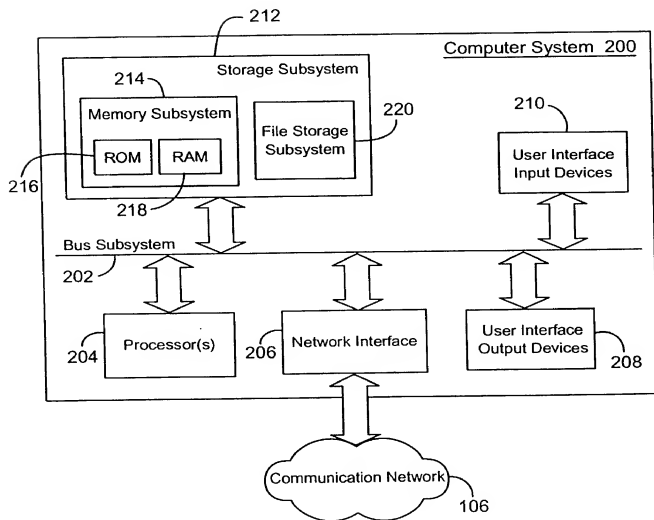 212
Computer System 200
Storage Subsystem
214
Memory Subsystem
220
File Storage
Subsystem
210
ROM
RAM
216
218
User Interface
Input Devices
Bus Subsystem
202
204
Processor(s)
206
Network Interface
User Interface
Output Devices
208
Communication Network
106